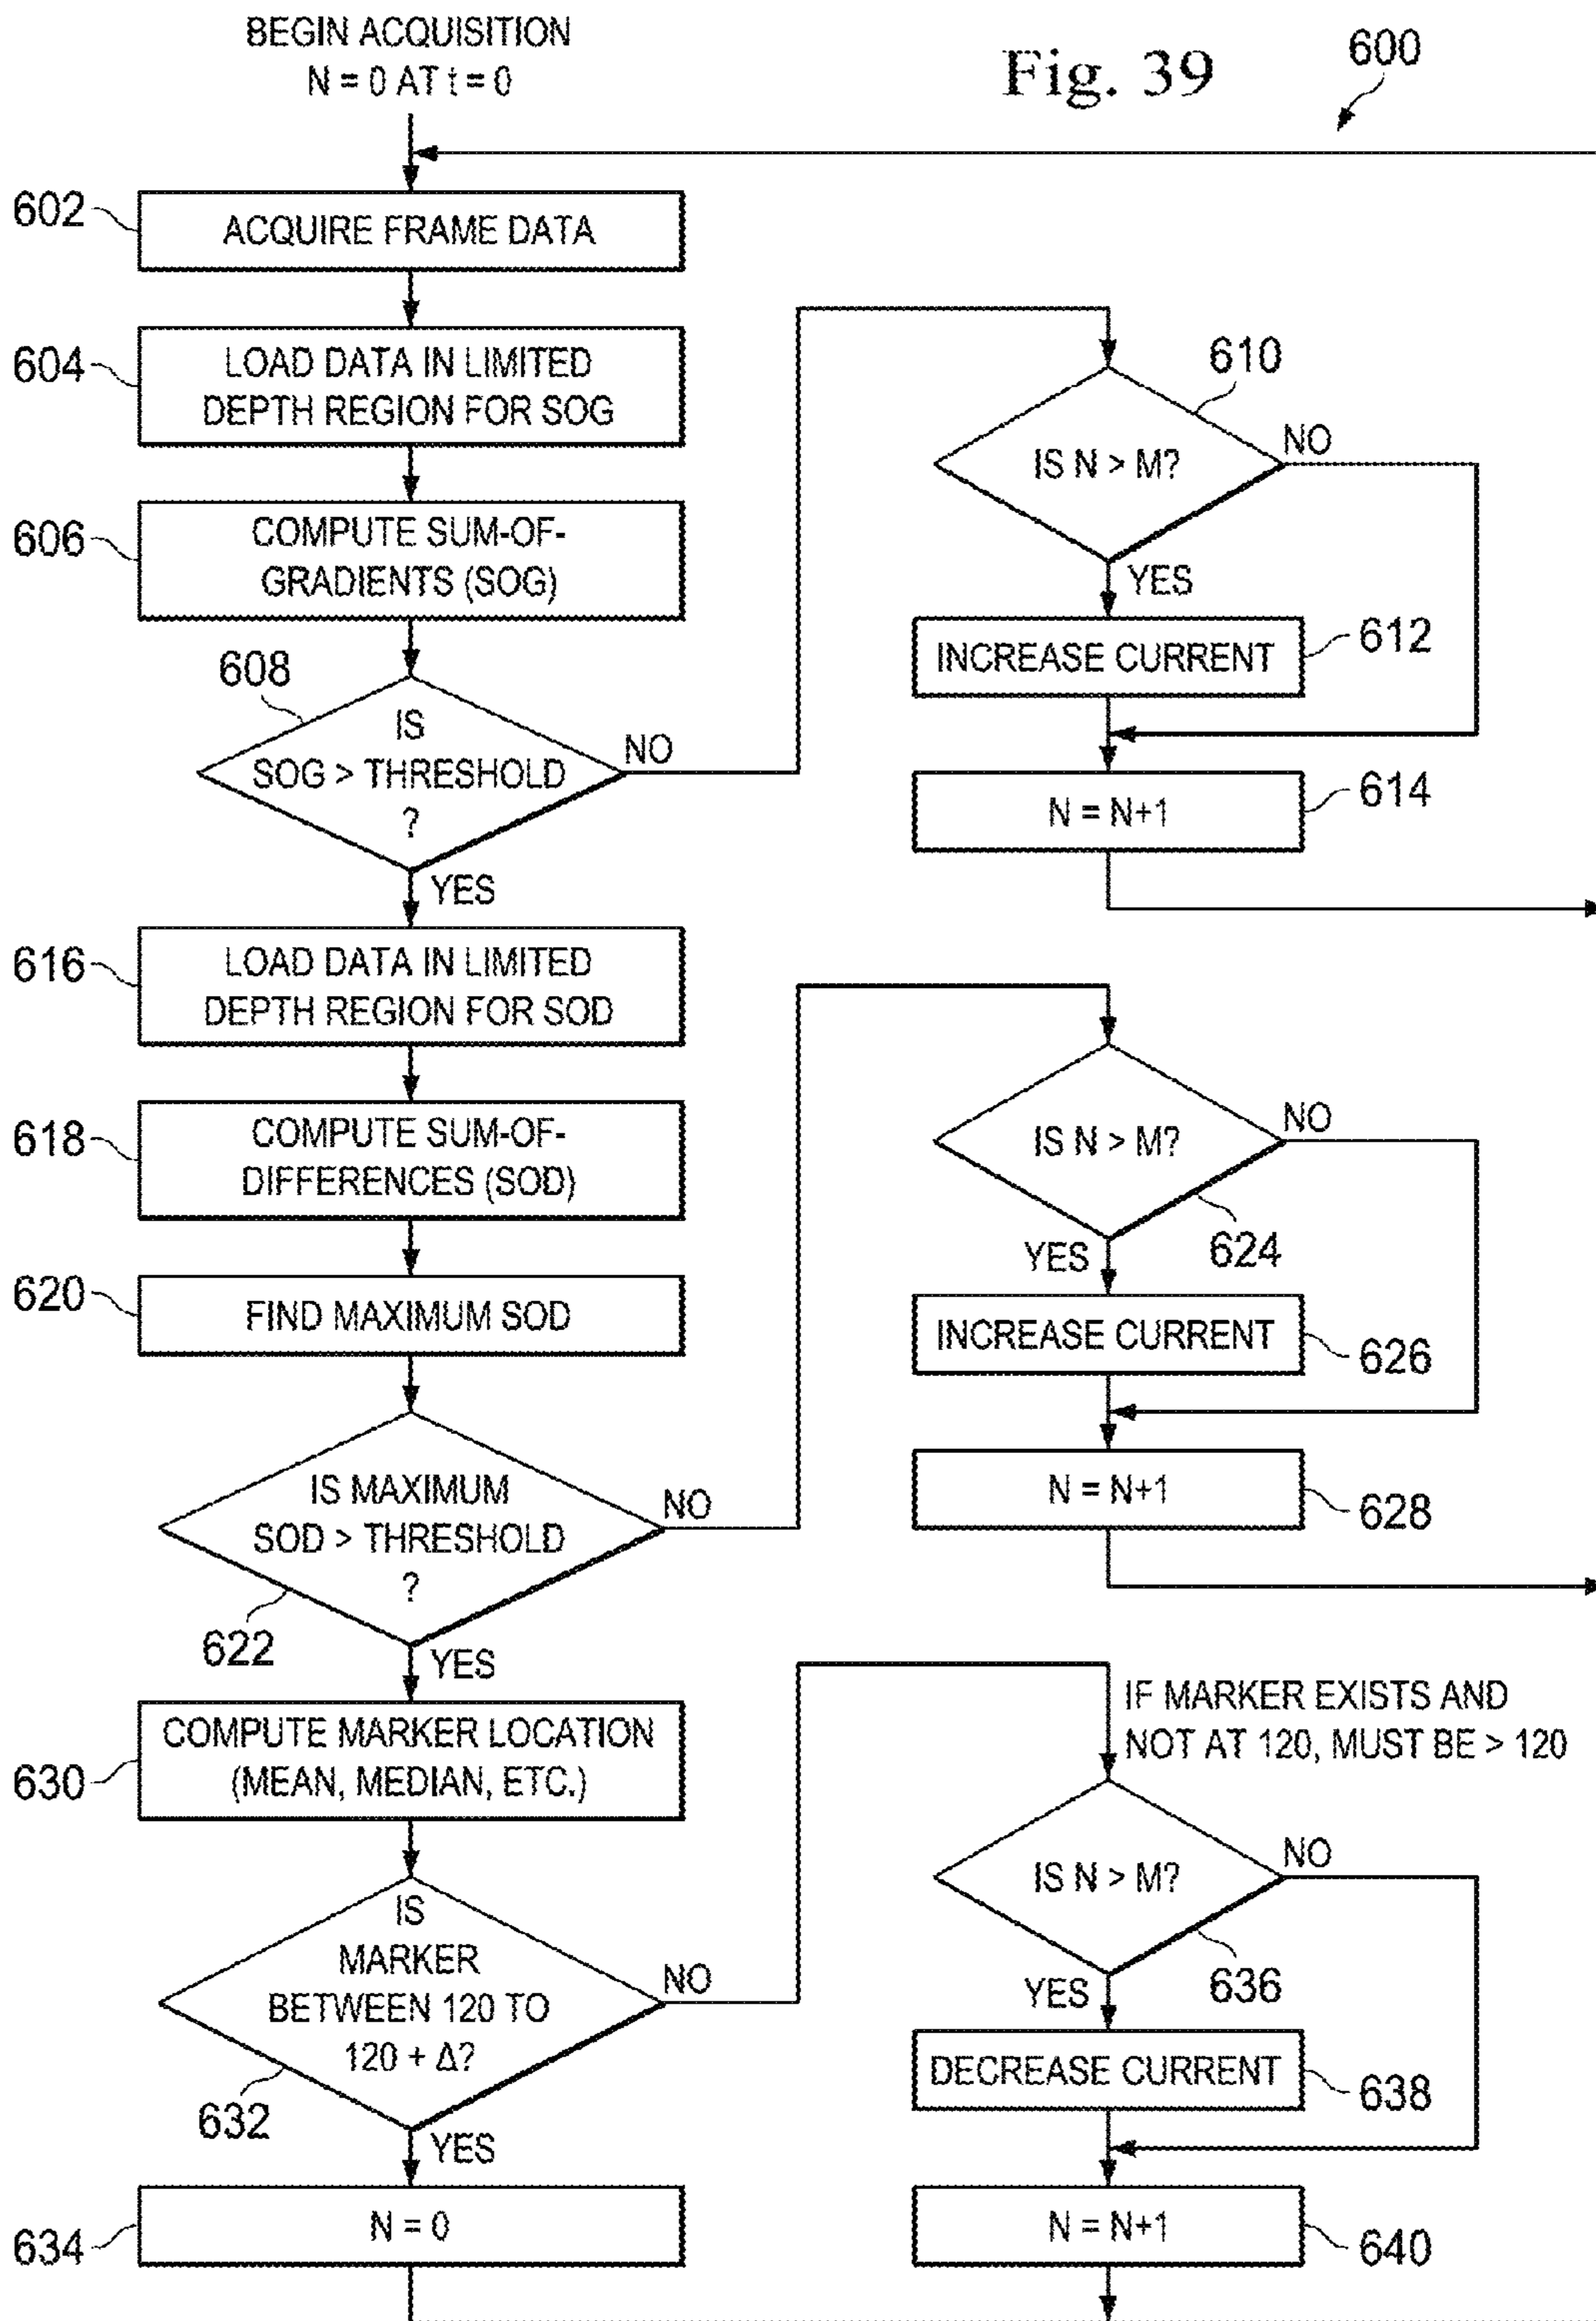 BEGIN ACQUISITION
N = 0 AT t = 0
Fig. 39
600
602
ACQUIRE FRAME DATA
604
LOAD DATA IN LIMITED
DEPTH REGION FOR SOG
606
COMPUTE SUM-OF-
GRADIENTS (SOG)
608
IS
SOG > THRESHOLD
?
NO
YES
610
IS N > M?
NO
YES
INCREASE CURRENT
612
N = N+1
614
616
LOAD DATA IN LIMITED
DEPTH REGION FOR SOD
618
COMPUTE SUM-OF-
DIFFERENCES (SOD)
620
FIND MAXIMUM SOD
IS MAXIMUM
SOD > THRESHOLD
?
NO
622
YES
IS N > M?
NO
624
YES
INCREASE CURRENT
626
N = N+1
628
630
COMPUTE MARKER LOCATION
(MEAN, MEDIAN, ETC.)
IS
MARKER
BETWEEN 120 TO
120 + Δ?
NO
632
YES
634
N = 0
IF MARKER EXISTS AND
NOT AT 120, MUST BE > 120
IS N > M?
NO
636
YES
DECREASE CURRENT
638
N = N+1
640